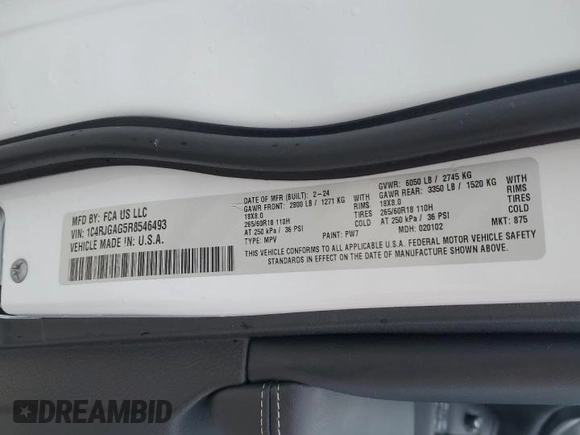 MFD BY: FCA US LLC
VIN: 1C4RJGAG5R8546493
VEHICLE MADE IN: U.S.A.
DATE OF MFR (BUILT): 2-24
GAWR FRONT: 2800 LB / 1271 KG WITH
18X8.0 RIMS
265/60R18 110H TIRES
AT 250 kPa / 36 PSI COLD
TYPE: MPV PAINT: PW7
GVWR: 6050 LB / 2745 KG
GAWR REAR: 3350 LB / 1520 KG WITH
18X8.0 RIMS
265/60R18 110H TIRES
AT 250 kPa / 36 PSI COLD
MDH: 020102 MKT: 875
THIS VEHICLE CONFORMS TO ALL APPLICABLE U.S.A. FEDERAL MOTOR VEHICLE SAFETY
STANDARDS IN EFFECT ON THE DATE OF MANUFACTURE SHOWN ABOVE.
DREAMBID